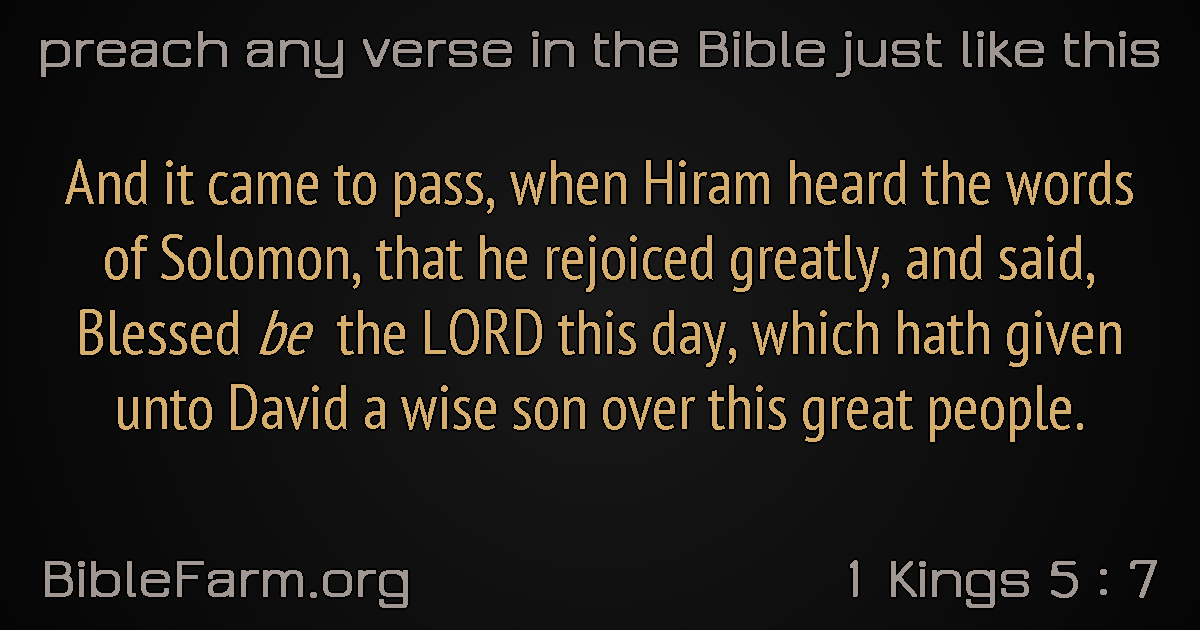 preach any verse in the Bible just like this
And it came to pass, when Hiram heard the words
of Solomon, that he rejoiced greatly, and said,
Blessed be the LORD this day, which hath given
unto David a wise son over this great people.
BibleFarm.org
1 Kings 5 : 7